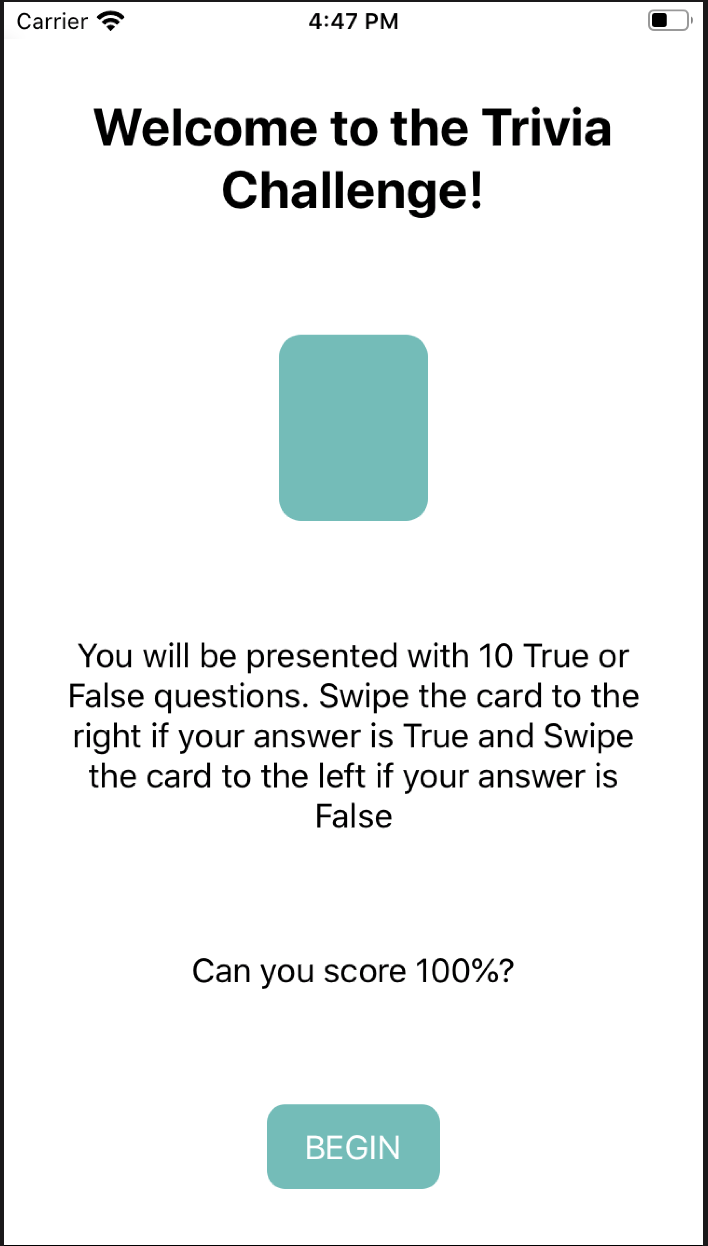 Carrier 4:47 PM
Welcome to the Trivia
Challenge!
You will be presented with 10 True or
False questions. Swipe the card to the
right if your answer is True and Swipe
the card to the left if your answer is
False
Can you score 100%?
BEGIN